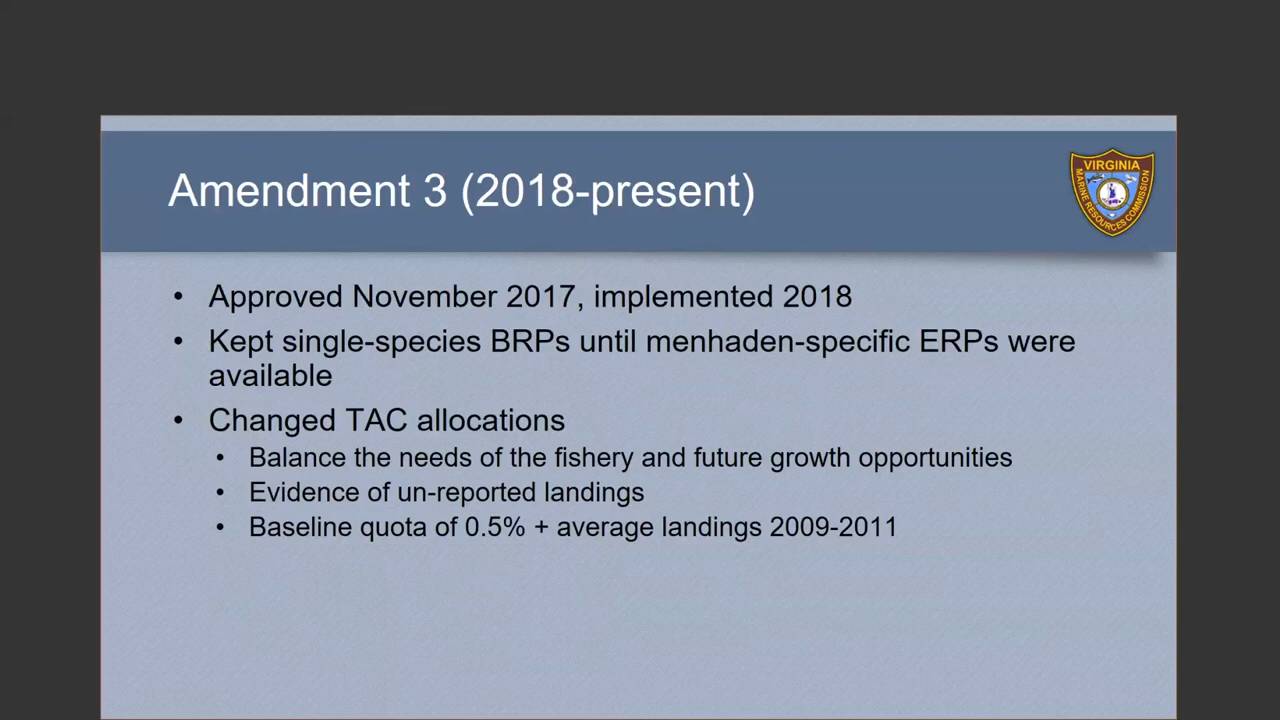 Amendment 3 (2018-present)
VIRGINIA
MARINE RESOURCES COMMISSION
• Approved November 2017, implemented 2018
• Kept single-species BRPs until menhaden-specific ERPs were
available
• Changed TAC allocations
• Balance the needs of the fishery and future growth opportunities
• Evidence of un-reported landings
• Baseline quota of 0.5% + average landings 2009-2011